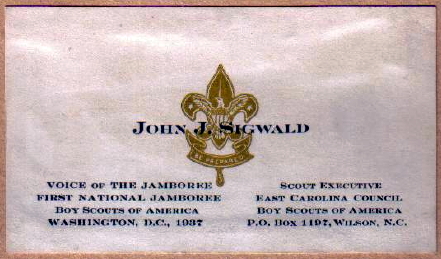 John J. Sigwald
BE PREPARED
VOICE OF THE JAMBOREE
FIRST NATIONAL JAMBOREE
BOY SCOUTS OF AMERICA
WASHINGTON, D.C., 1937
SCOUT EXECUTIVE
EAST CAROLINA COUNCIL
BOY SCOUTS OF AMERICA
P.O. BOX 1197, WILSON, N.C.